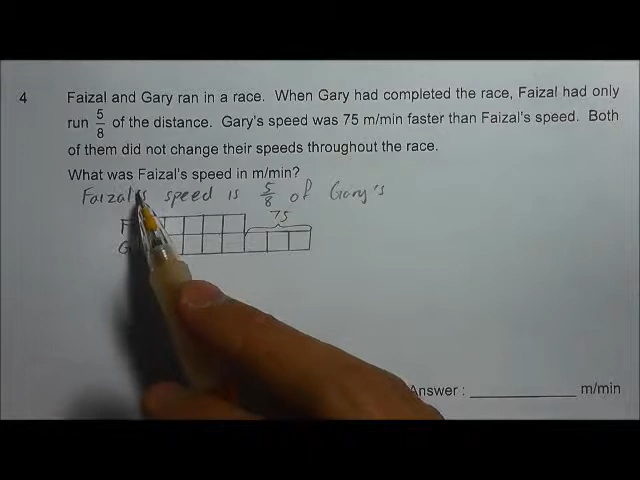 4 Faizal and Gary ran in a race. When Gary had completed the race, Faizal had only
run 5/8 of the distance. Gary's speed was 75 m/min faster than Faizal's speed. Both
of them did not change their speeds throughout the race.
What was Faizal's speed in m/min?
Faizal's speed is 5/8 of Gary's
75
F
G
Answer : ____________ m/min